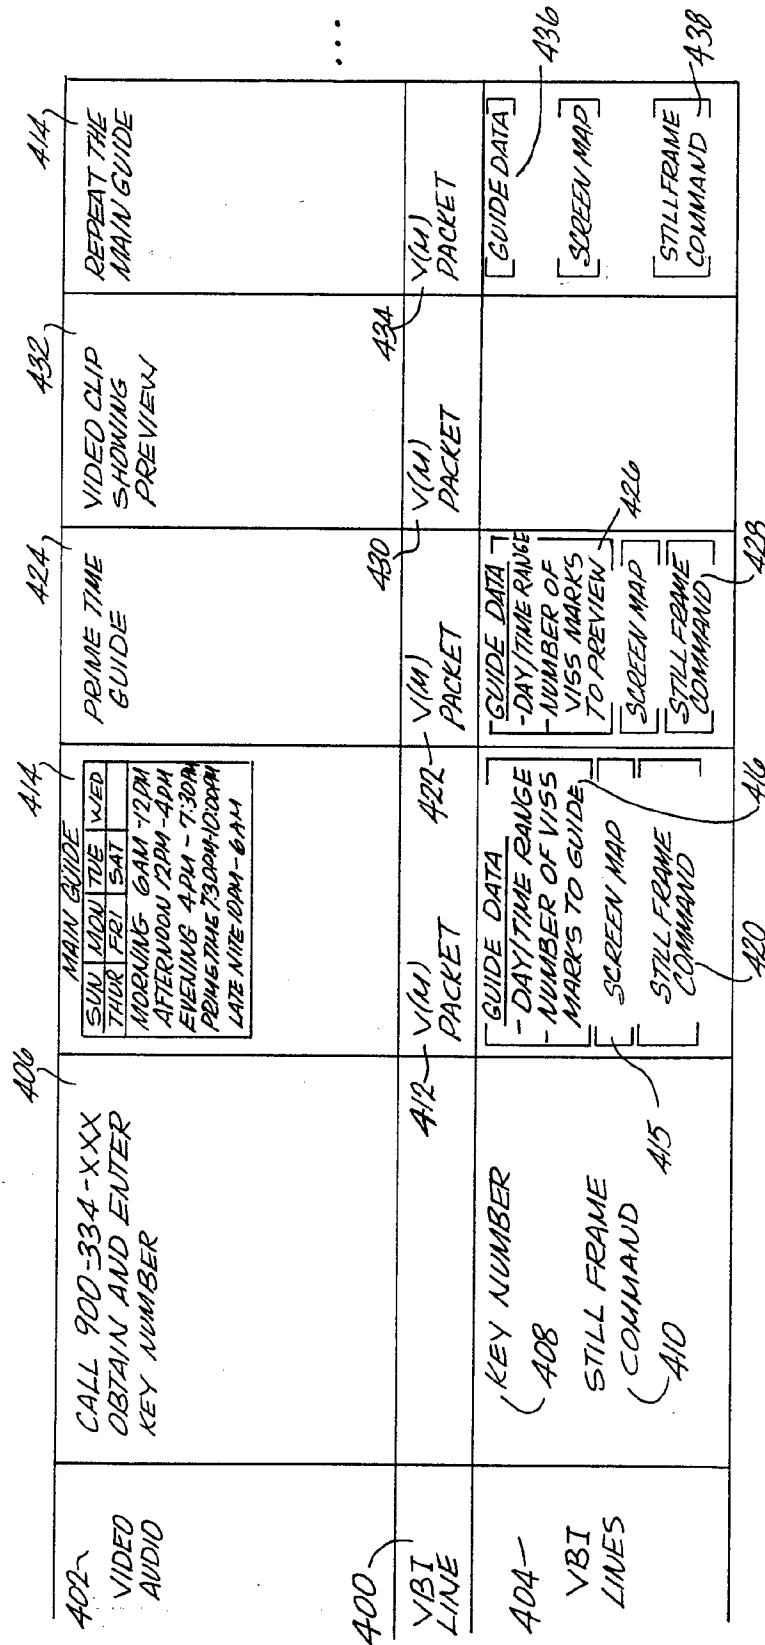 402
VIDEO
AUDIO
406
CALL 900-334-XXX
OBTAIN AND ENTER
KEY NUMBER
414
MAIN GUIDE
SUN MON TUE WED
THUR FRI SAT
MORNING 6AM-12PM
AFTERNOON 12PM-4PM
EVENING 4PM-7:30PM
PRIMETIME 7:30PM-10:00PM
LATE NITE 10PM-6AM
424
PRIME TIME
GUIDE
432
VIDEO CLIP
SHOWING
PREVIEW
414
REPEAT THE
MAIN GUIDE
...
400
VBI
LINE
412
V(M)
PACKET
422
V(M)
PACKET
430
V(M)
PACKET
434
V(M)
PACKET
404
VBI
LINES
KEY NUMBER
408
STILL FRAME
COMMAND
410
GUIDE DATA
- DAY/TIME RANGE
- NUMBER OF VISS
MARKS TO GUIDE
416
SCREEN MAP
415
STILL FRAME
COMMAND
420
GUIDE DATA
-DAY/TIME RANGE
-NUMBER OF
VISS MARKS
TO PREVIEW
426
SCREEN MAP
STILL FRAME
COMMAND
428
GUIDE DATA
436
SCREEN MAP
STILL FRAME
COMMAND
438